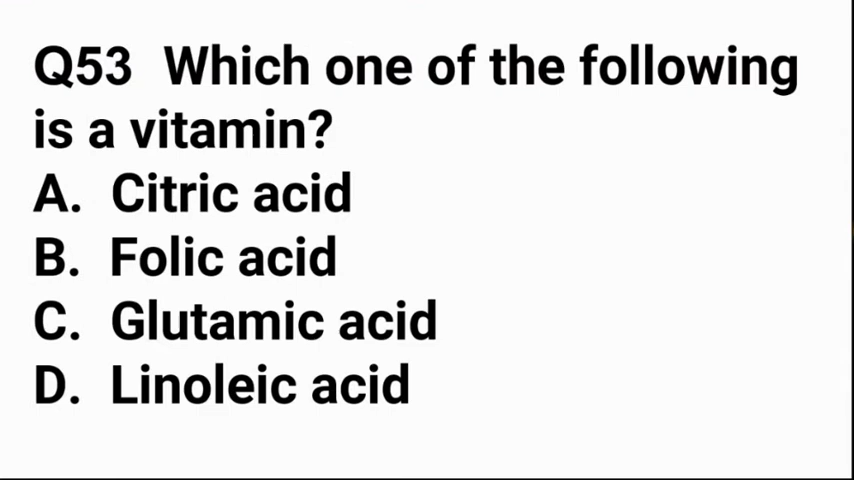 Q53 Which one of the following
is a vitamin?
A. Citric acid
B. Folic acid
C. Glutamic acid
D. Linoleic acid